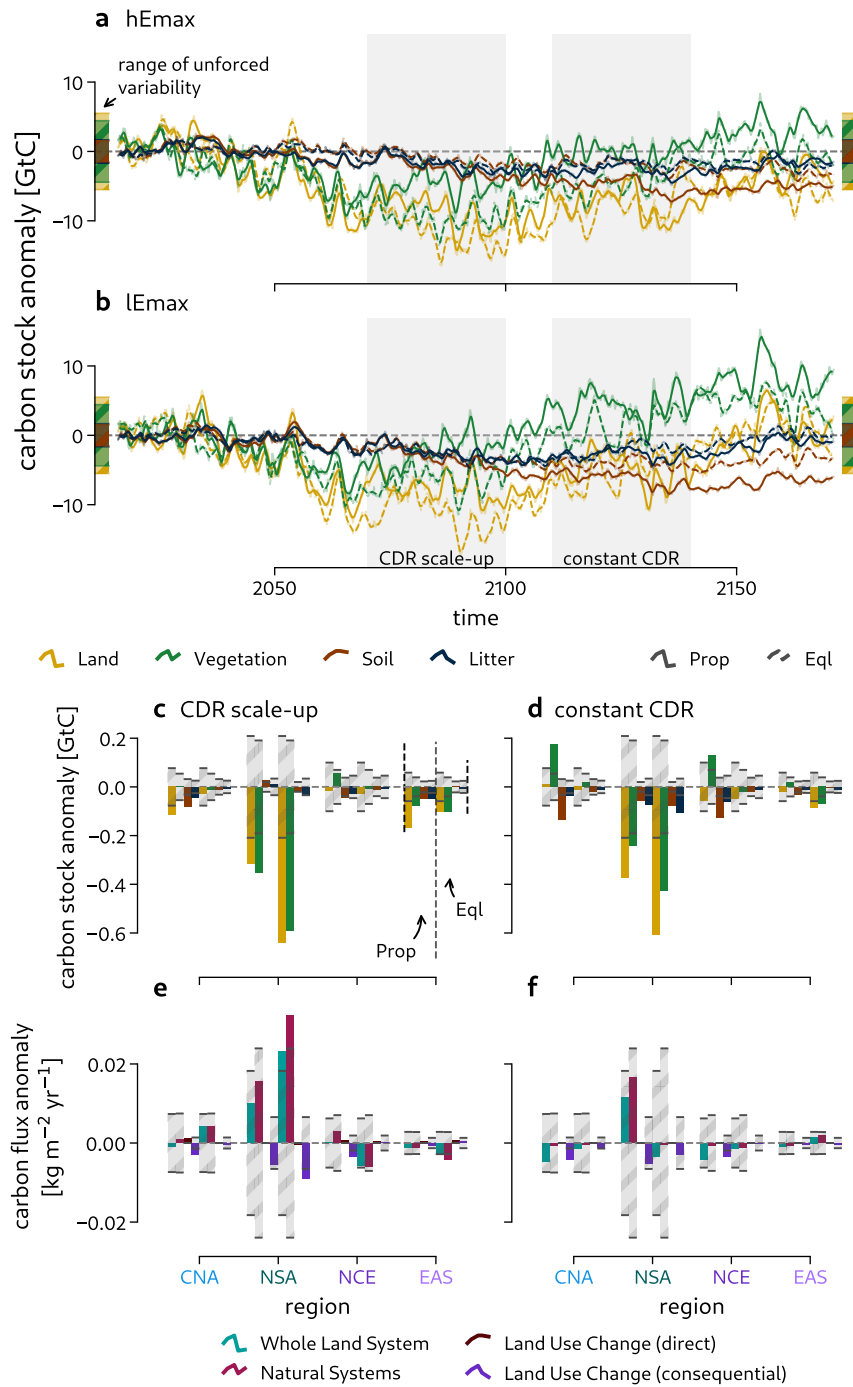 a hEmax
range of unforced
variability
carbon stock anomaly [GtC]
10
0
−10
b lEmax
10
0
−10
CDR scale-up
constant CDR
2050
2100
2150
time
Land
Vegetation
Soil
Litter
Prop
Eql
c CDR scale-up
d constant CDR
carbon stock anomaly [GtC]
0.2
0.0
−0.2
−0.4
−0.6
Prop
Eql
e
f
carbon flux anomaly
[kg m⁻² yr⁻¹]
0.02
0.00
−0.02
CNA
NSA
NCE
EAS
CNA
NSA
NCE
EAS
region
region
Whole Land System
Land Use Change (direct)
Natural Systems
Land Use Change (consequential)